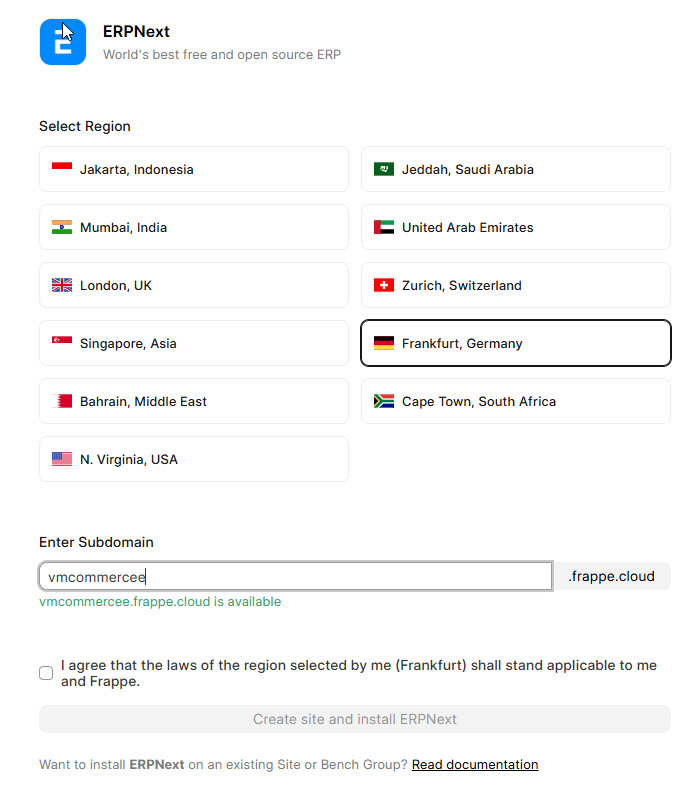 ERPNext
World's best free and open source ERP
Select Region
Jakarta, Indonesia
Jeddah, Saudi Arabia
Mumbai, India
United Arab Emirates
London, UK
Zurich, Switzerland
Singapore, Asia
Frankfurt, Germany
Bahrain, Middle East
Cape Town, South Africa
N. Virginia, USA
Enter Subdomain
vmcommercee
.frappe.cloud
vmcommercee.frappe.cloud is available
I agree that the laws of the region selected by me (Frankfurt) shall stand applicable to me
and Frappe.
Create site and install ERPNext
Want to install ERPNext on an existing Site or Bench Group? Read documentation